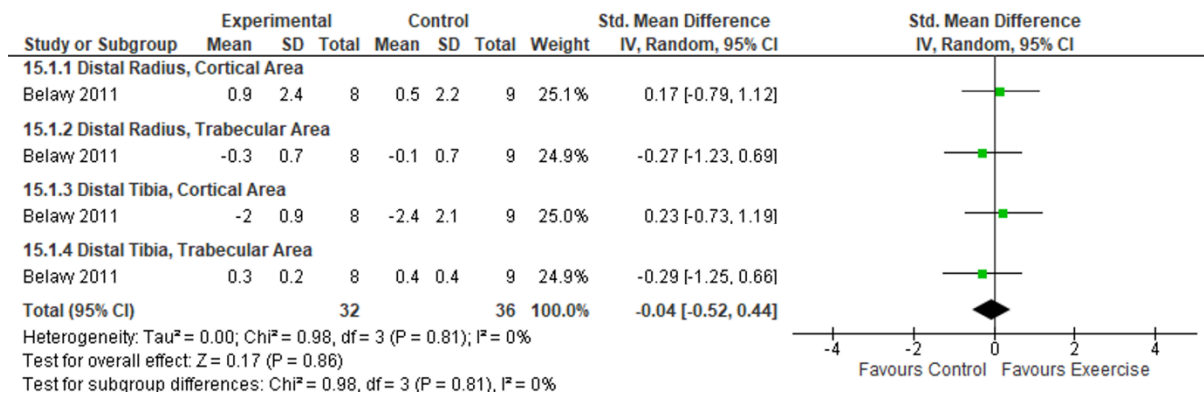 Experimental Control Std. Mean Difference Std. Mean Difference
Study or Subgroup Mean SD Total Mean SD Total Weight IV, Random, 95% CI IV, Random, 95% CI
15.1.1 Distal Radius, Cortical Area
Belavy 2011 0.9 2.4 8 0.5 2.2 9 25.1% 0.17 [-0.79, 1.12]
15.1.2 Distal Radius, Trabecular Area
Belavy 2011 -0.3 0.7 8 -0.1 0.7 9 24.9% -0.27 [-1.23, 0.69]
15.1.3 Distal Tibia, Cortical Area
Belavy 2011 -2 0.9 8 -2.4 2.1 9 25.0% 0.23 [-0.73, 1.19]
15.1.4 Distal Tibia, Trabecular Area
Belavy 2011 0.3 0.2 8 0.4 0.4 9 24.9% -0.29 [-1.25, 0.66]
Total (95% CI) 32 36 100.0% -0.04 [-0.52, 0.44]
Heterogeneity: Tau² = 0.00; Chi² = 0.98, df = 3 (P = 0.81); I² = 0%
Test for overall effect: Z = 0.17 (P = 0.86)
Test for subgroup differences: Chi² = 0.98, df = 3 (P = 0.81), I² = 0%
-4 -2 0 2 4
Favours Control Favours Exeercise